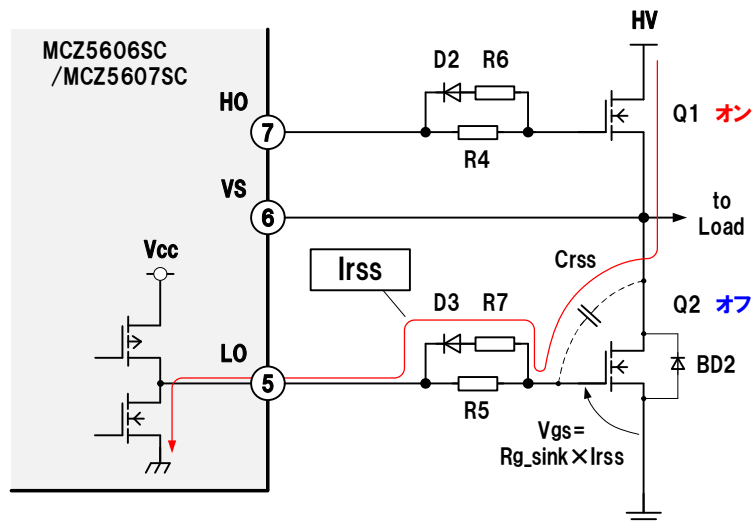 MCZ5606SC
/MCZ5607SC
HV
D2 R6
HO
7
R4
Q1 オン
VS
6
to
Load
Vcc
Irss
Crss
D3 R7
Q2 オフ
LO
5
R5
BD2
Vgs=
Rg_sink×Irss